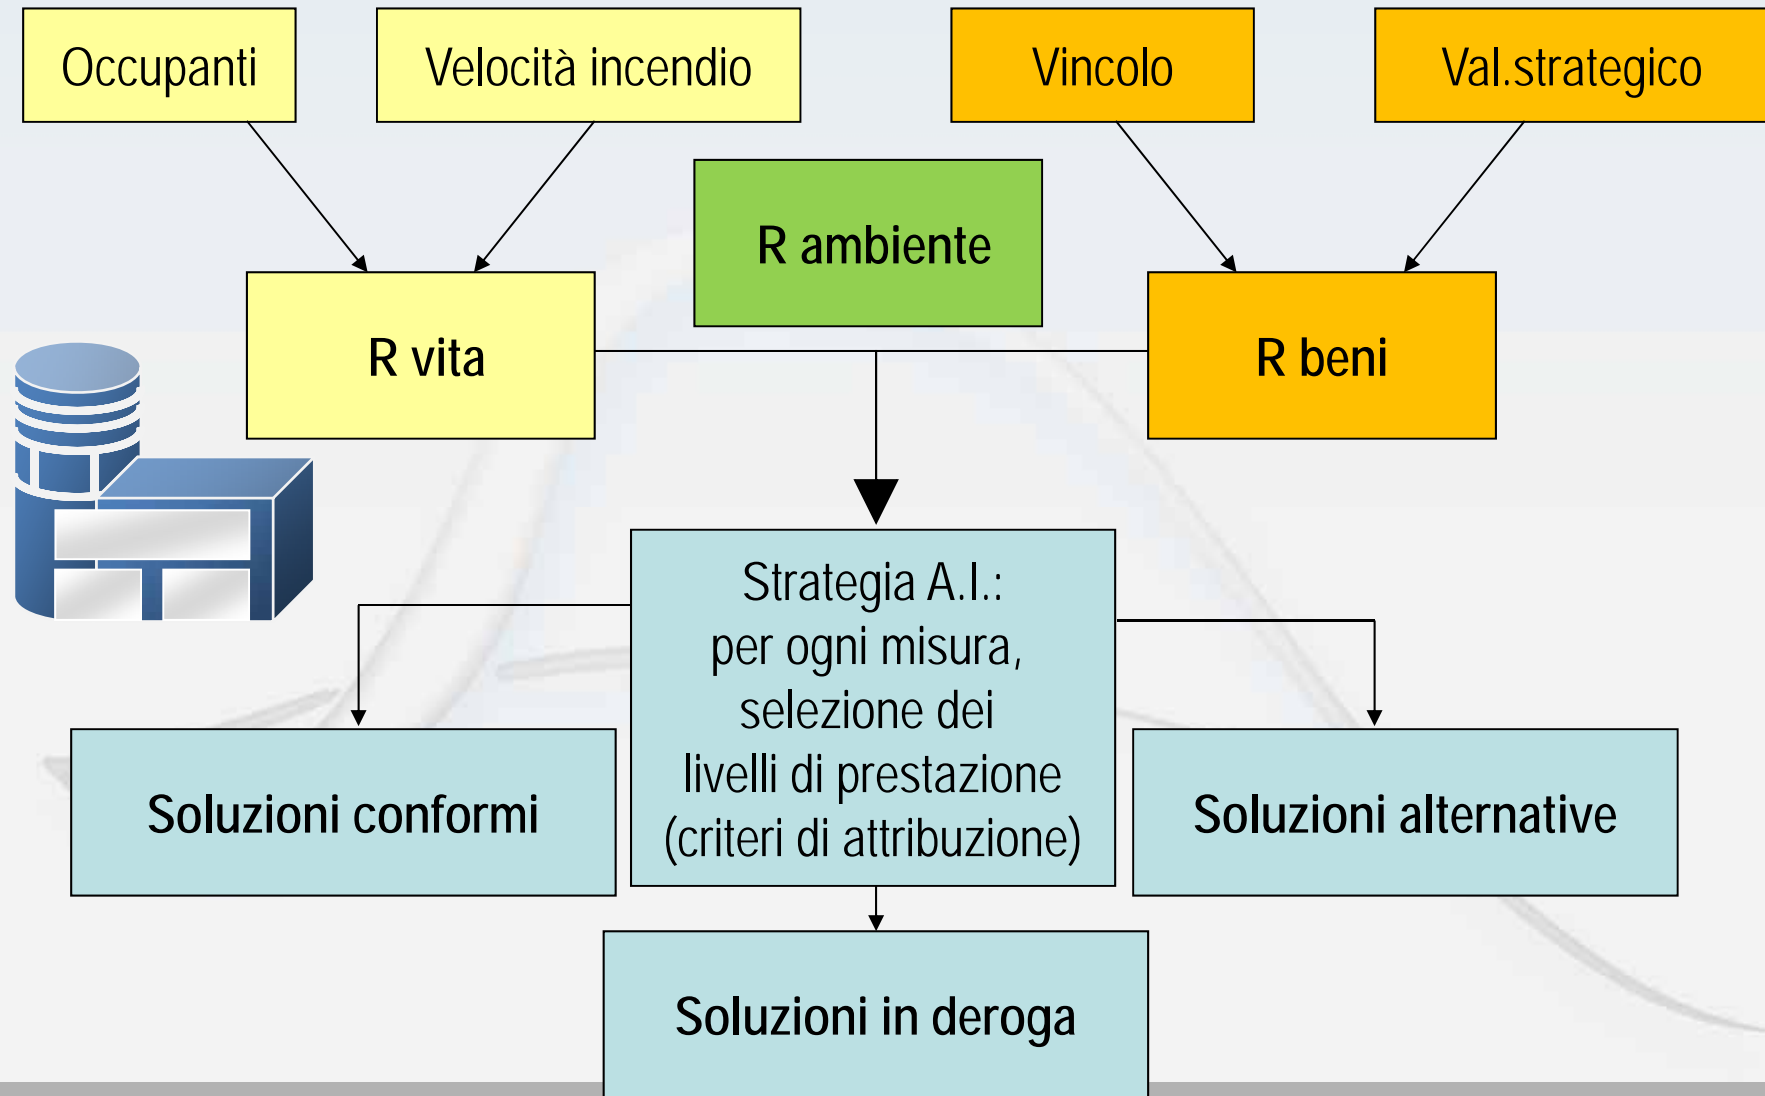 Occupanti
Velocità incendio
Vincolo
Val.strategico
R ambiente
R vita
R beni
Strategia A.I.:
per ogni misura,
selezione dei
livelli di prestazione
(criteri di attribuzione)
Soluzioni conformi
Soluzioni alternative
Soluzioni in deroga